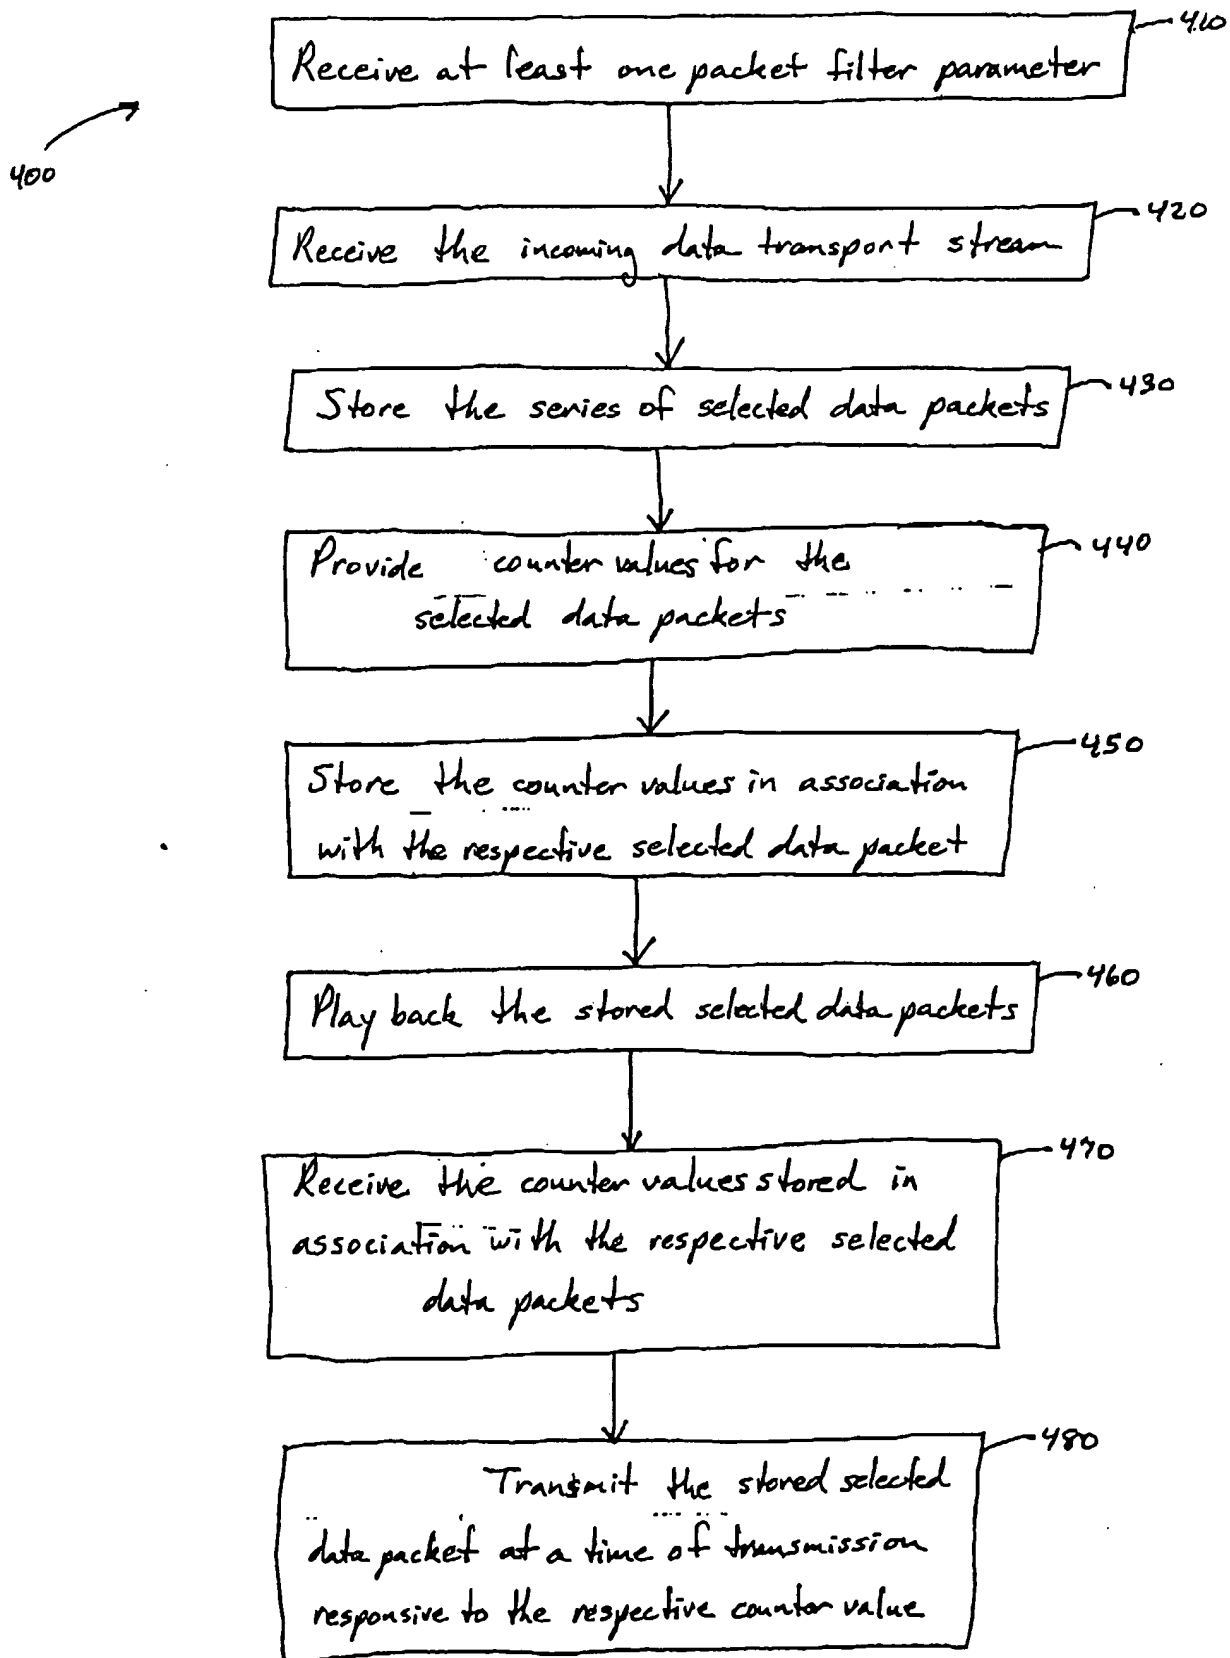 410
Receive at least one packet filter parameter
400
420
Receive the incoming data transport stream
430
Store the series of selected data packets
440
Provide counter values for the
selected data packets
450
Store the counter values in association
with the respective selected data packet
460
Play back the stored selected data packets
470
Receive the counter values stored in
association with the respective selected
data packets
480
Transmit the stored selected
data packet at a time of transmission
responsive to the respective counter value